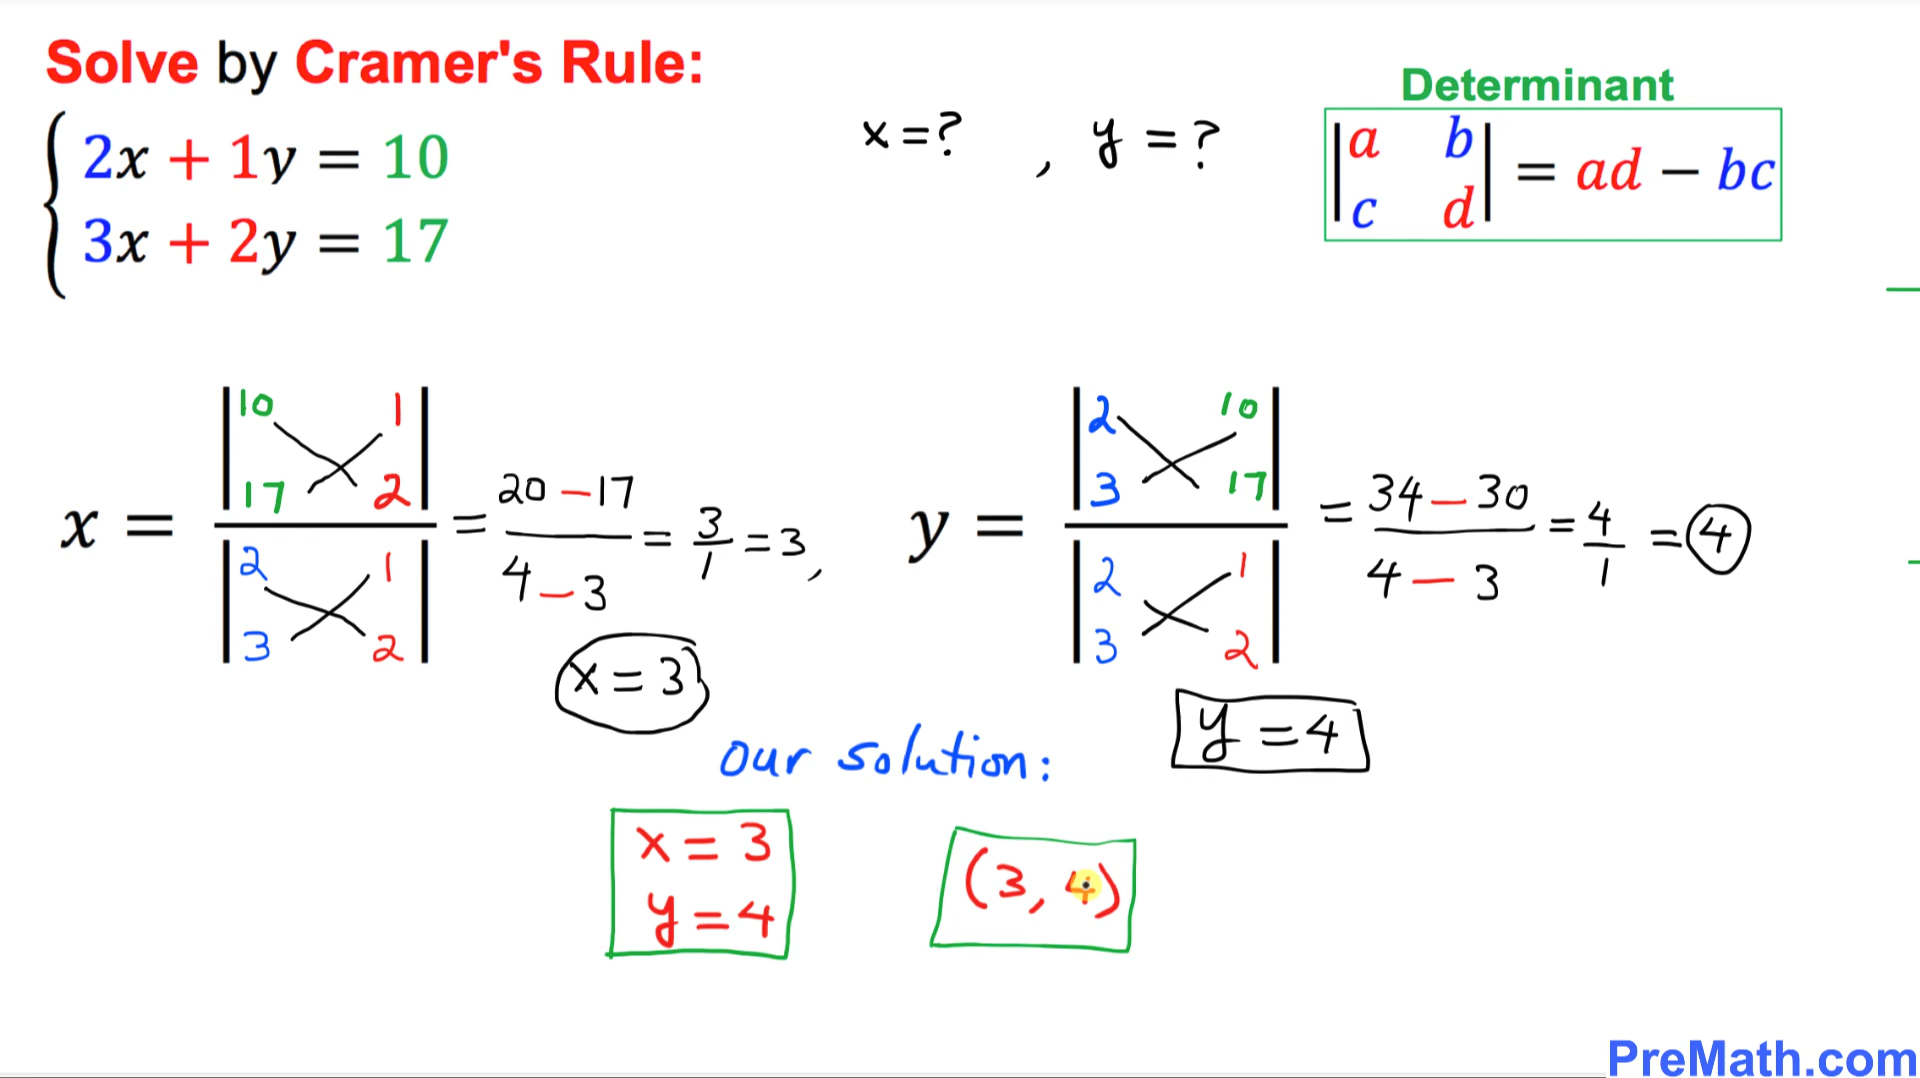 Solve by Cramer's Rule:
2x + 1y = 10
3x + 2y = 17
x = ? , y = ?
Determinant
|a b|
|c d| = ad − bc
x = |10 1|
|17 2|
|2 1|
|3 2|
= 20 − 17 / 4 − 3 = 3/1 = 3,
x = 3
y = |2 10|
|3 17|
|2 1|
|3 2|
= 34 − 30 / 4 − 3 = 4/1 = 4
y = 4
our solution:
x = 3
y = 4
(3, 4)
PreMath.com